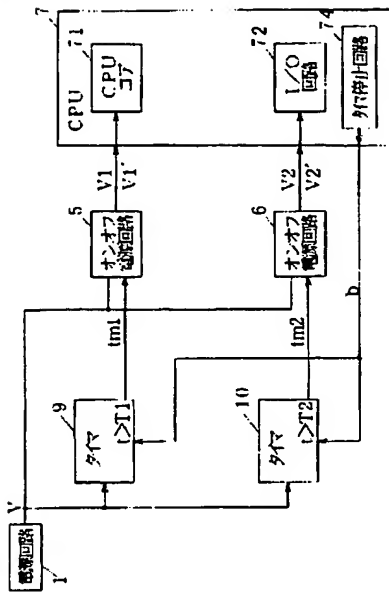 電源回路
1
V
9
タイマ
t>T1
10
タイマ
t>T2
tm1
tm2
5
オンオフ
電源回路
6
オンオフ
電源回路
V1
V1'
V2
V2'
b
7
CPU
71
CPU
コア
72
I/O
回路
74
タイマ停止回路